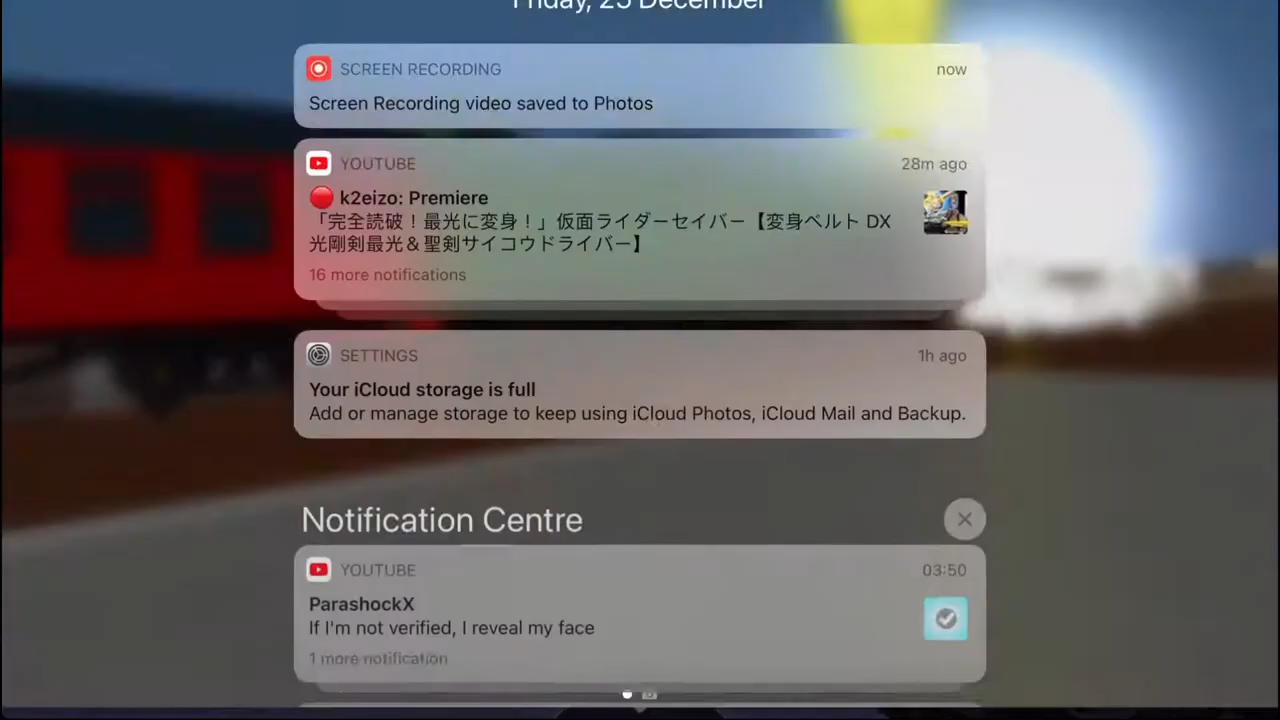 Friday, 25 December
SCREEN RECORDING
now
Screen Recording video saved to Photos
YOUTUBE
28m ago
k2eizo: Premiere
「完全読破！最光に変身！」仮面ライダーセイバー【変身ベルト DX
光剛剣最光＆聖剣サイコウドライバー】
16 more notifications
SETTINGS
1h ago
Your iCloud storage is full
Add or manage storage to keep using iCloud Photos, iCloud Mail and Backup.
Notification Centre
YOUTUBE
03:50
ParashockX
If I'm not verified, I reveal my face
1 more notification